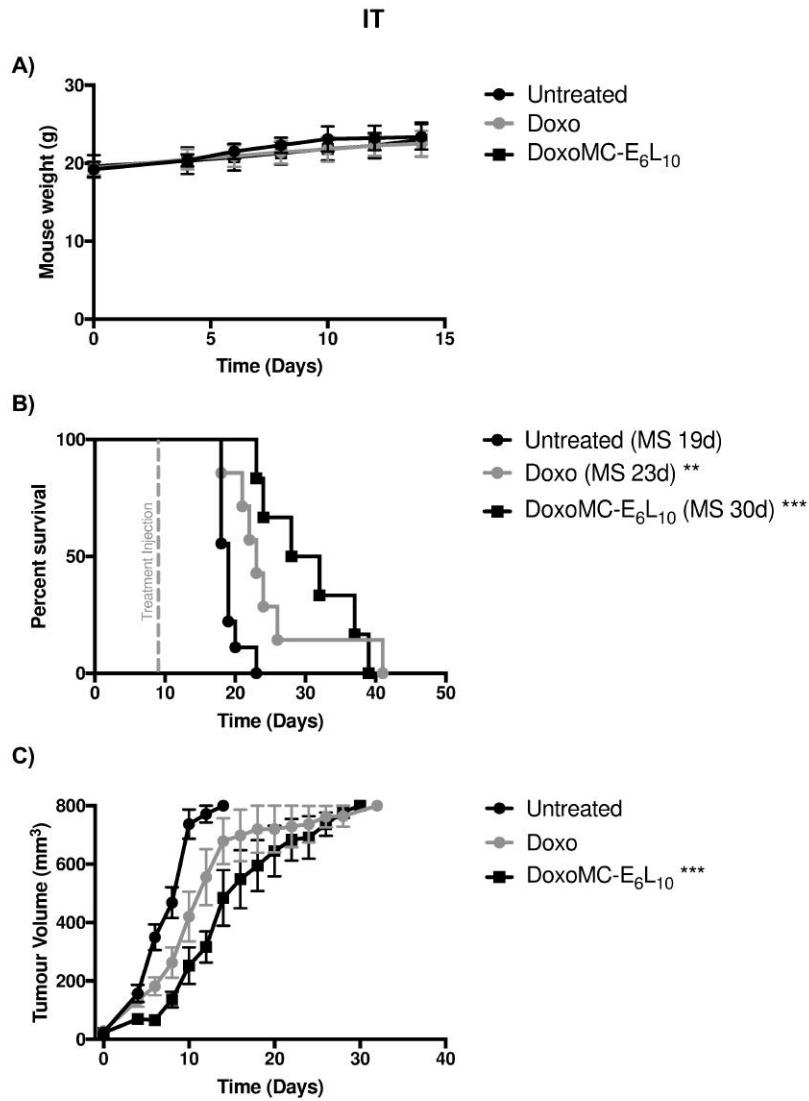 IT
A)
30
20
10
0
Mouse weight (g)
0 5 10 15
Time (Days)
Untreated
Doxo
DoxoMC-E₆L₁₀
B)
100
50
0
Percent survival
Treatment Injection
0 10 20 30 40 50
Time (Days)
Untreated (MS 19d)
Doxo (MS 23d) **
DoxoMC-E₆L₁₀ (MS 30d) ***
C)
800
600
400
200
0
Tumour Volume (mm³)
0 10 20 30 40
Time (Days)
Untreated
Doxo
DoxoMC-E₆L₁₀ ***